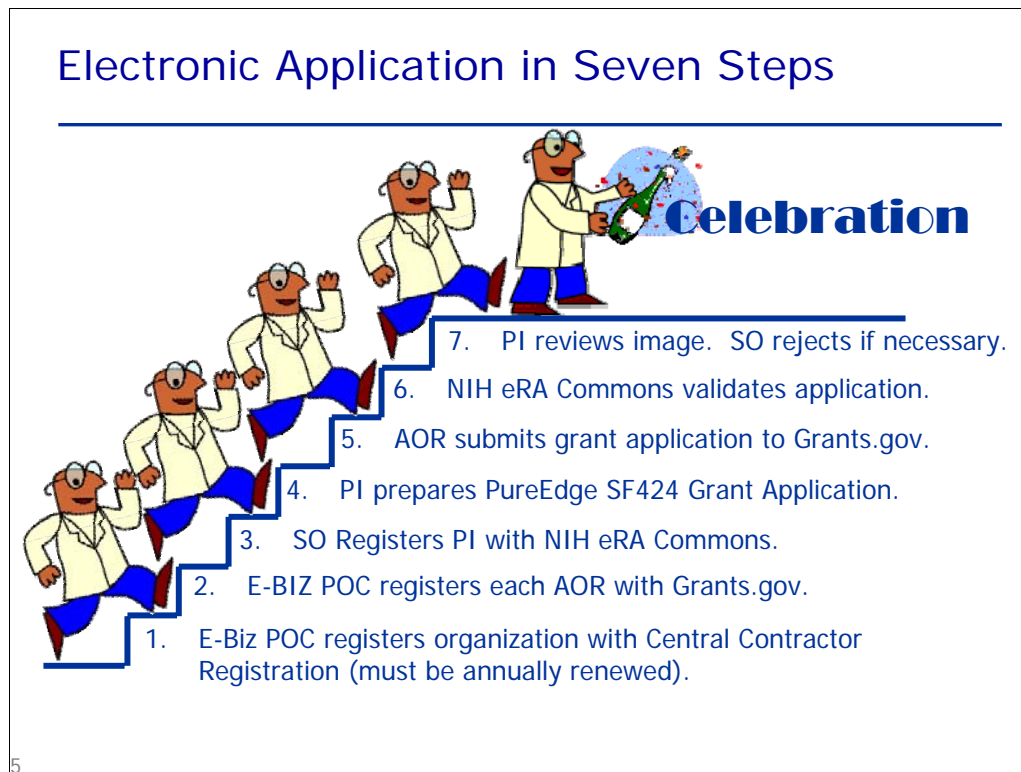 Electronic Application in Seven Steps
Celebration
7. PI reviews image. SO rejects if necessary.
6. NIH eRA Commons validates application.
5. AOR submits grant application to Grants.gov.
4. PI prepares PureEdge SF424 Grant Application.
3. SO Registers PI with NIH eRA Commons.
2. E-BIZ POC registers each AOR with Grants.gov.
1. E-Biz POC registers organization with Central Contractor
Registration (must be annually renewed).
5